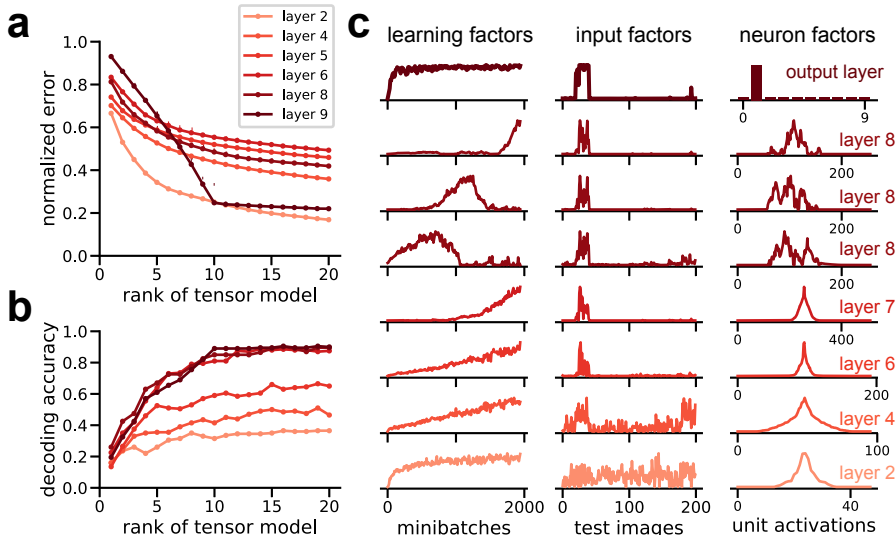 a
layer 2
layer 4
layer 5
layer 6
layer 8
layer 9
normalized error
1.0
0.8
0.6
0.4
0.2
0.0
0 5 10 15 20
rank of tensor model
b
decoding accuracy
1.0
0.8
0.6
0.4
0.2
0.0
0 5 10 15 20
rank of tensor model
c
learning factors input factors neuron factors
output layer
0 9
layer 8
0 200
layer 8
0 200
layer 8
0 200
layer 7
0 400
layer 6
0 200
layer 4
0 100
layer 2
0 1000 2000
0 100 200
0 40
minibatches test images unit activations